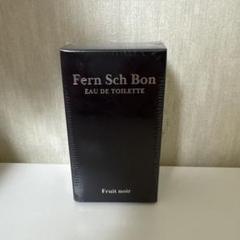 Fern Sch Bon
EAU DE TOILETTE
Fruit noir